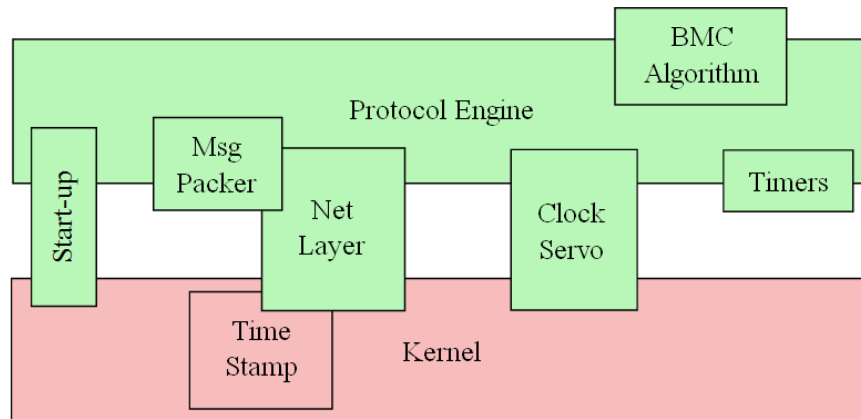 BMC
Algorithm
Protocol Engine
Msg
Packer
Start-up
Net
Layer
Clock
Servo
Timers
Time
Stamp
Kernel